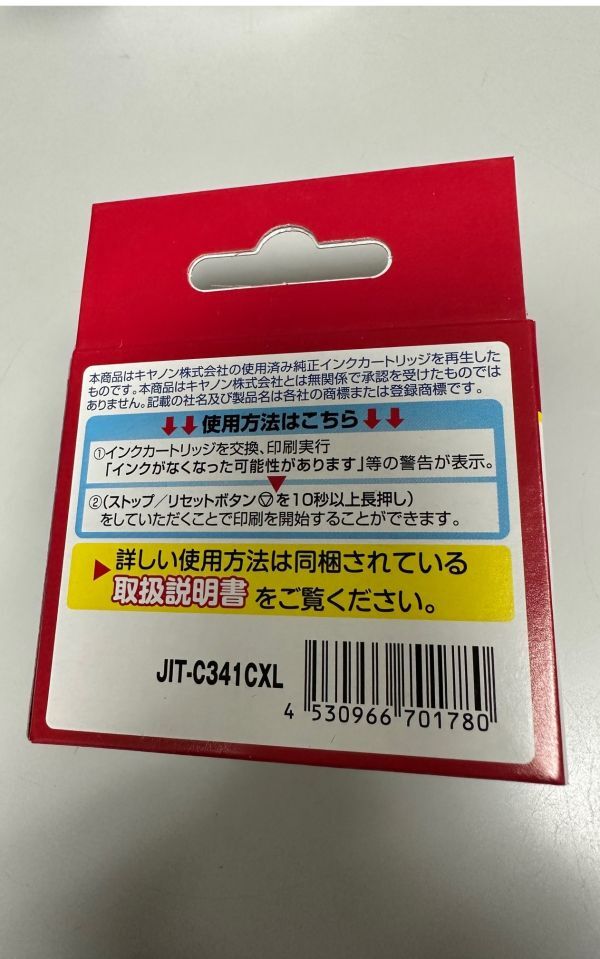 本商品はキヤノン株式会社の使用済み純正インクカートリッジを再生した
ものです。本商品はキヤノン株式会社とは無関係で承認を受けたものでは
ありません。記載の社名及び製品名は各社の商標または登録商標です。
使用方法はこちら
①インクカートリッジを交換、印刷実行
「インクがなくなった可能性があります」等の警告が表示。
②(ストップ/リセットボタンを10秒以上長押し)
をしていただくことで印刷を開始することができます。
詳しい使用方法は同梱されている
取扱説明書をご覧ください。
JIT-C341CXL
4 530966 701780